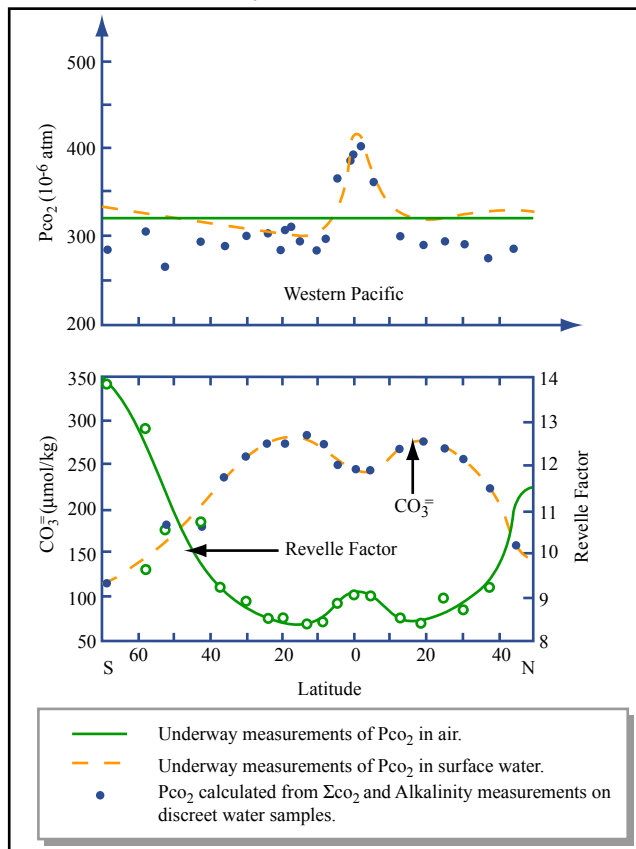 500
400
300
200
Pco₂ (10⁻⁶ atm)
Western Pacific
350
300
250
200
150
100
50
CO₃⁼ (μmol/kg)
14
13
12
11
10
9
8
Revelle Factor
CO₃⁼
Revelle Factor
S 60 40 20 0 20 40 N
Latitude
Underway measurements of Pco₂ in air.
Underway measurements of Pco₂ in surface water.
Pco₂ calculated from Σco₂ and Alkalinity measurements on
discreet water samples.